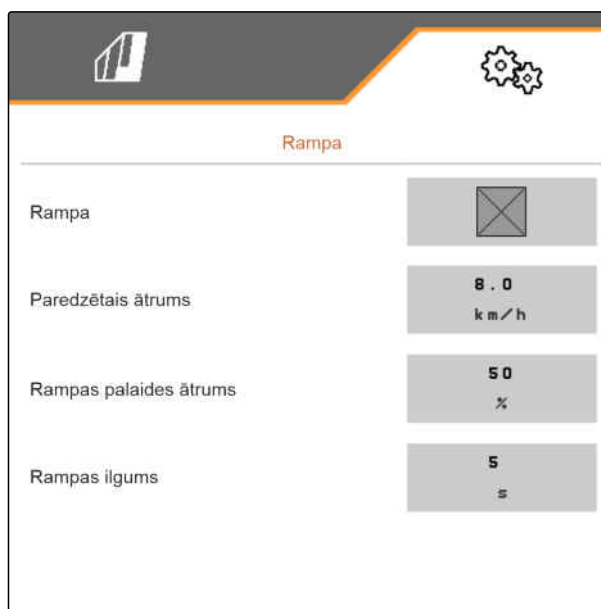 Rampa
Rampa
Paredzētais ātrums
8.0
km/h
Rampas palaides ātrums
50
%
Rampas ilgums
5
s